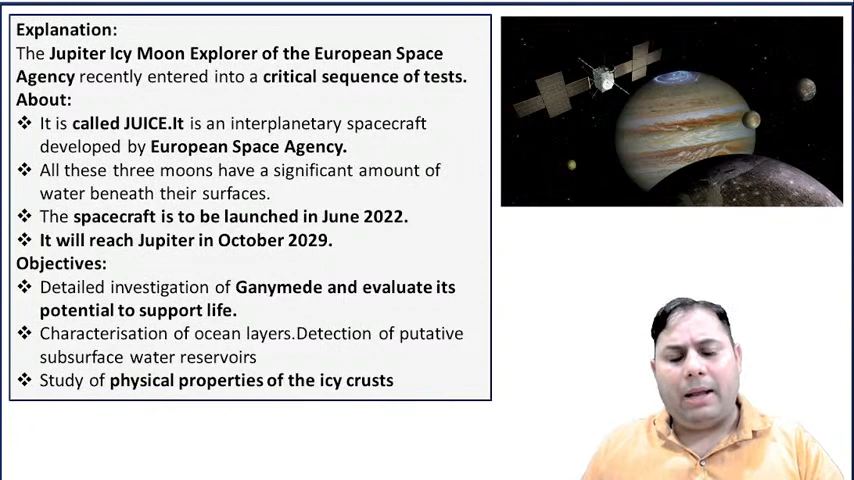 Explanation:
The Jupiter Icy Moon Explorer of the European Space
Agency recently entered into a critical sequence of tests.
About:
❖ It is called JUICE.It is an interplanetary spacecraft
developed by European Space Agency.
❖ All these three moons have a significant amount of
water beneath their surfaces.
❖ The spacecraft is to be launched in June 2022.
❖ It will reach Jupiter in October 2029.
Objectives:
❖ Detailed investigation of Ganymede and evaluate its
potential to support life.
❖ Characterisation of ocean layers.Detection of putative
subsurface water reservoirs
❖ Study of physical properties of the icy crusts